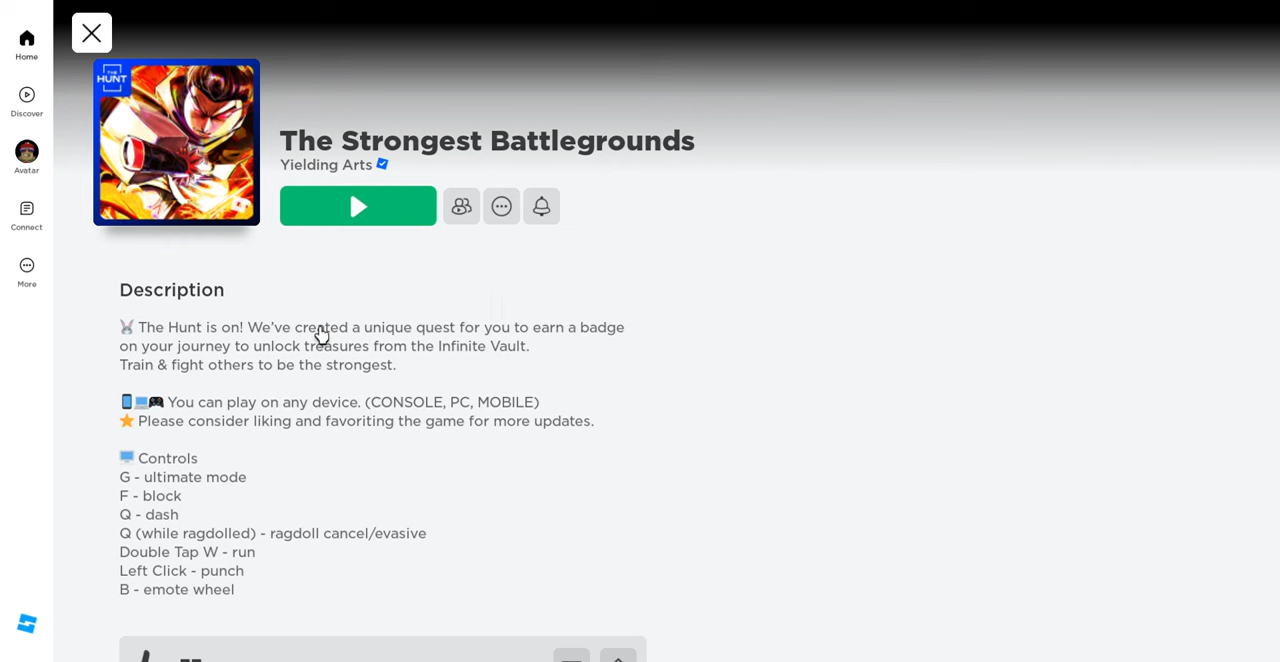 Home
Discover
Avatar
Connect
More
THE
HUNT
The Strongest Battlegrounds
Yielding Arts
Description
🐰 The Hunt is on! We've created a unique quest for you to earn a badge
on your journey to unlock treasures from the Infinite Vault.
Train & fight others to be the strongest.
📱💻🎮 You can play on any device. (CONSOLE, PC, MOBILE)
⭐ Please consider liking and favoriting the game for more updates.
🖥️ Controls
G - ultimate mode
F - block
Q - dash
Q (while ragdolled) - ragdoll cancel/evasive
Double Tap W - run
Left Click - punch
B - emote wheel